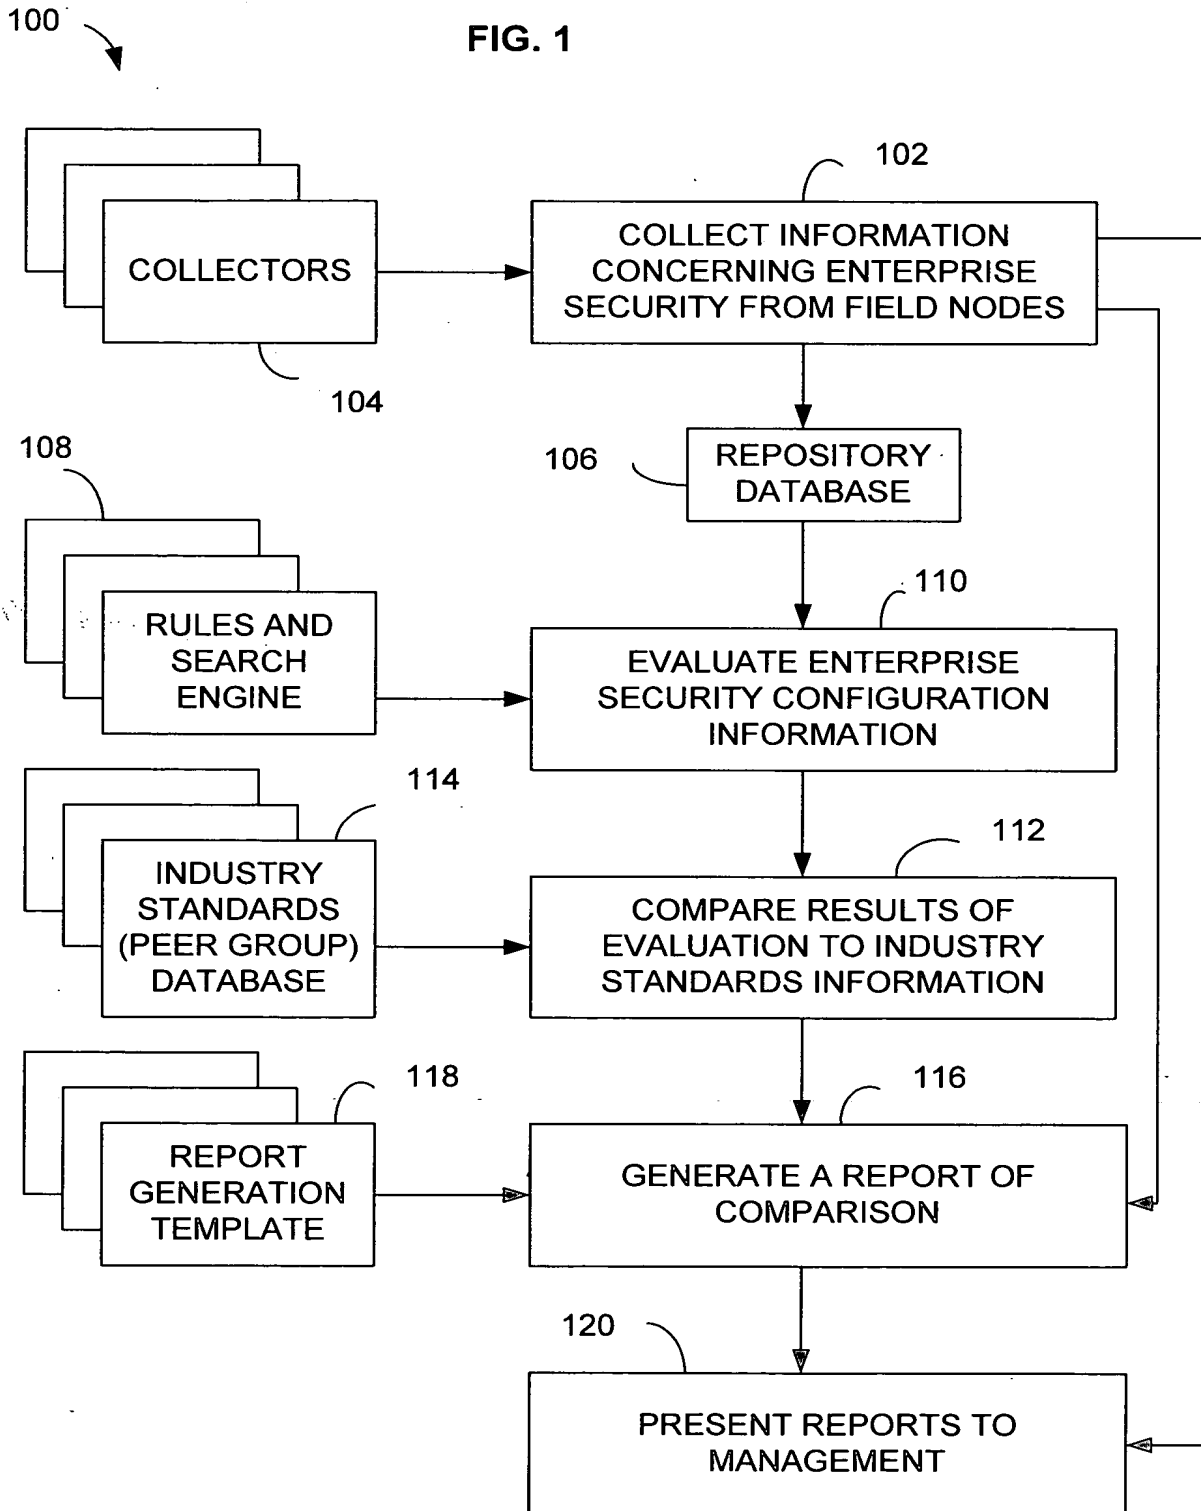 100
FIG. 1
102
COLLECTORS
COLLECT INFORMATION
CONCERNING ENTERPRISE
SECURITY FROM FIELD NODES
104
108
106
REPOSITORY
DATABASE
110
RULES AND
SEARCH
ENGINE
EVALUATE ENTERPRISE
SECURITY CONFIGURATION
INFORMATION
114
112
INDUSTRY
STANDARDS
(PEER GROUP)
DATABASE
COMPARE RESULTS OF
EVALUATION TO INDUSTRY
STANDARDS INFORMATION
118
116
REPORT
GENERATION
TEMPLATE
GENERATE A REPORT OF
COMPARISON
120
PRESENT REPORTS TO
MANAGEMENT